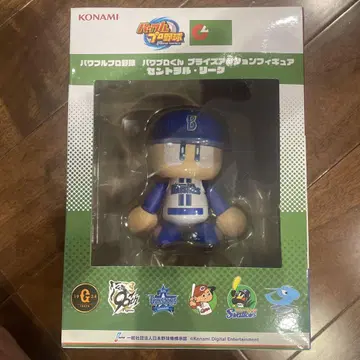 KONAMI
パワフルプロ野球
パワフルプロ野球 パワプロくん プライズアクションフィギュア
セントラル・リーグ
G
Swallows
一般社団法人日本野球機構承認
©Konami Digital Entertainment